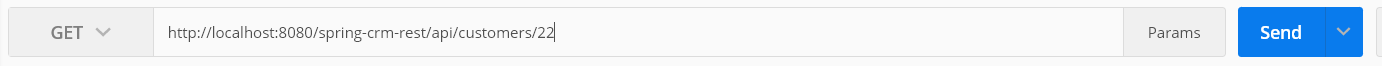 GET http://localhost:8080/spring-crm-rest/api/customers/22 Params Send